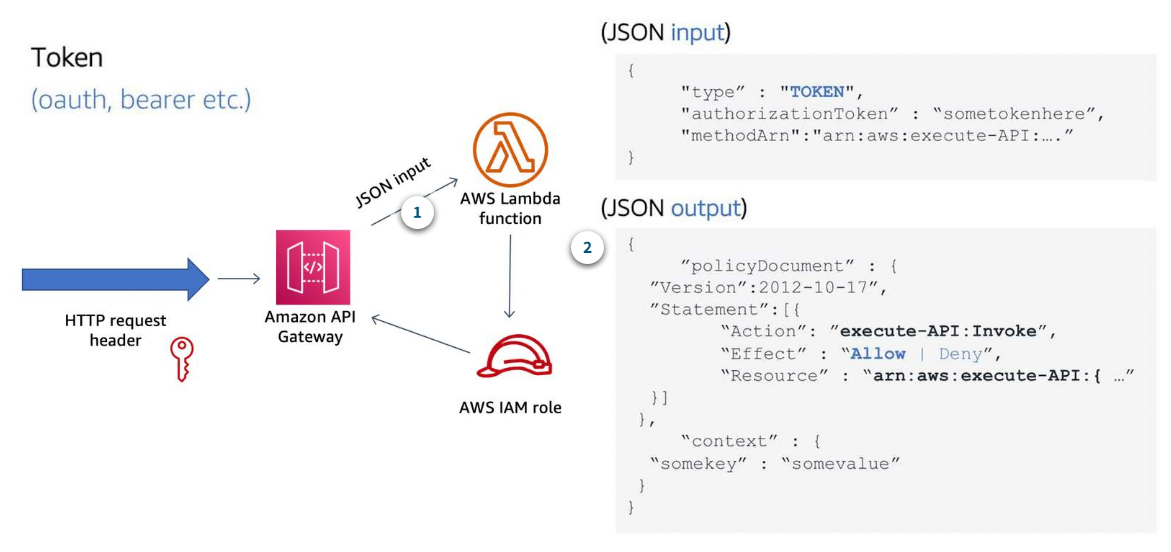 Token
(oauth, bearer etc.)
HTTP request
header
Amazon API
Gateway
JSON input
1
AWS Lambda
function
AWS IAM role
(JSON input)
{
"type” : "TOKEN",
"authorizationToken” : “sometokenhere”,
"methodArn":"arn:aws:execute-API:….”
}
(JSON output)
2
{
”policyDocument” : {
“Version”:2012-10-17”,
”Statement”:[{
“Action”: ”execute-API:Invoke”,
“Effect” : “Allow | Deny”,
“Resource” : “arn:aws:execute-API:{ …”
}]
},
“context” : {
“somekey” : “somevalue”
}
}